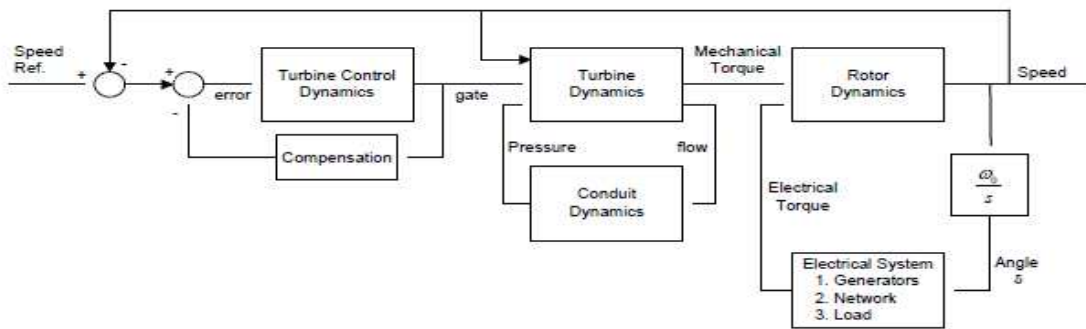 Speed
Ref.
+
-
+
-
error
Turbine Control
Dynamics
gate
Compensation
Turbine
Dynamics
Pressure
flow
Conduit
Dynamics
Mechanical
Torque
Rotor
Dynamics
Speed
Electrical
Torque
ω₀
s
Angle
δ
Electrical System
1. Generators
2. Network
3. Load